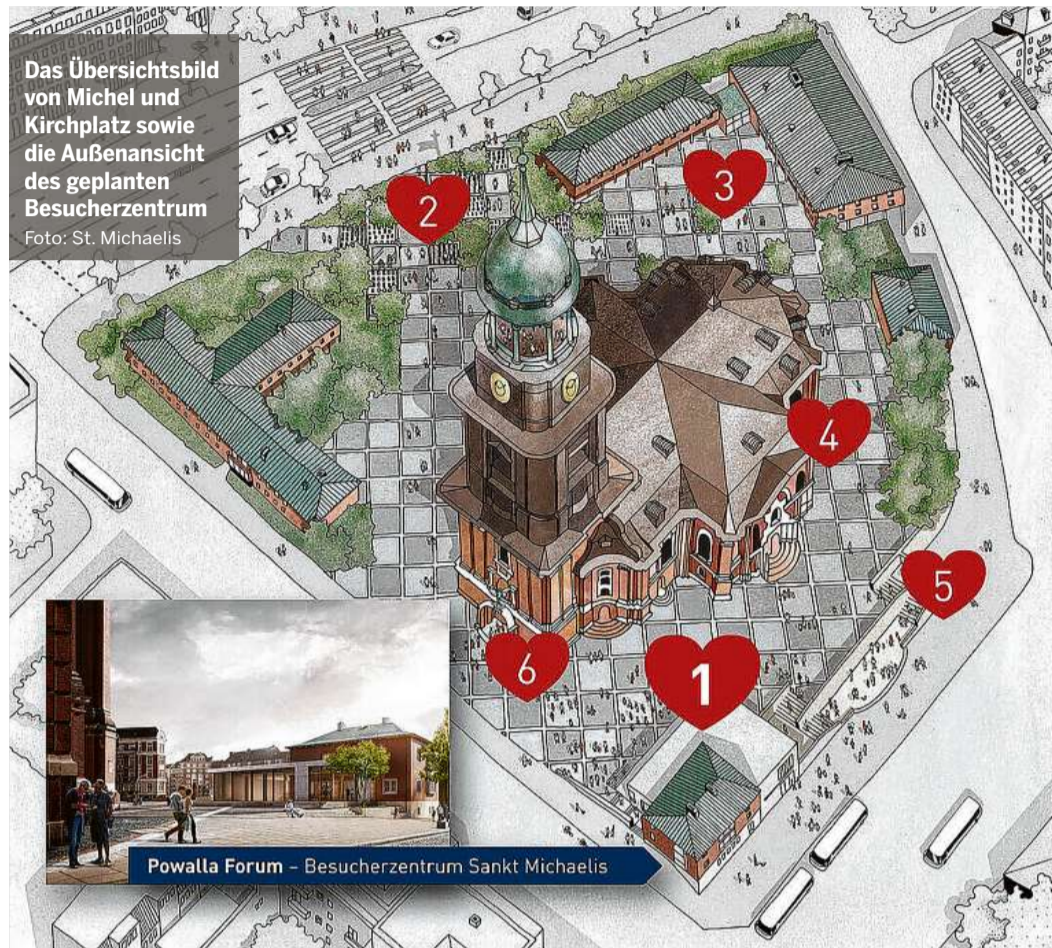 Das Übersichtsbild
von Michel und
Kirchplatz sowie
die Außenansicht
des geplanten
Besucherzentrum
Foto: St. Michaelis
2
3
4
5
6
1
Powalla Forum – Besucherzentrum Sankt Michaelis